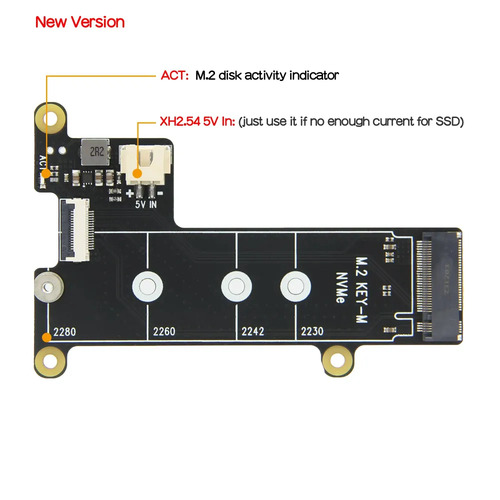 New Version
ACT: M.2 disk activity indicator
XH2.54 5V In: (just use it if no enough current for SSD)
ACT
2R2
+ -
5V IN
M.2 KEY-M
NVMe
2280
2260
2242
2230